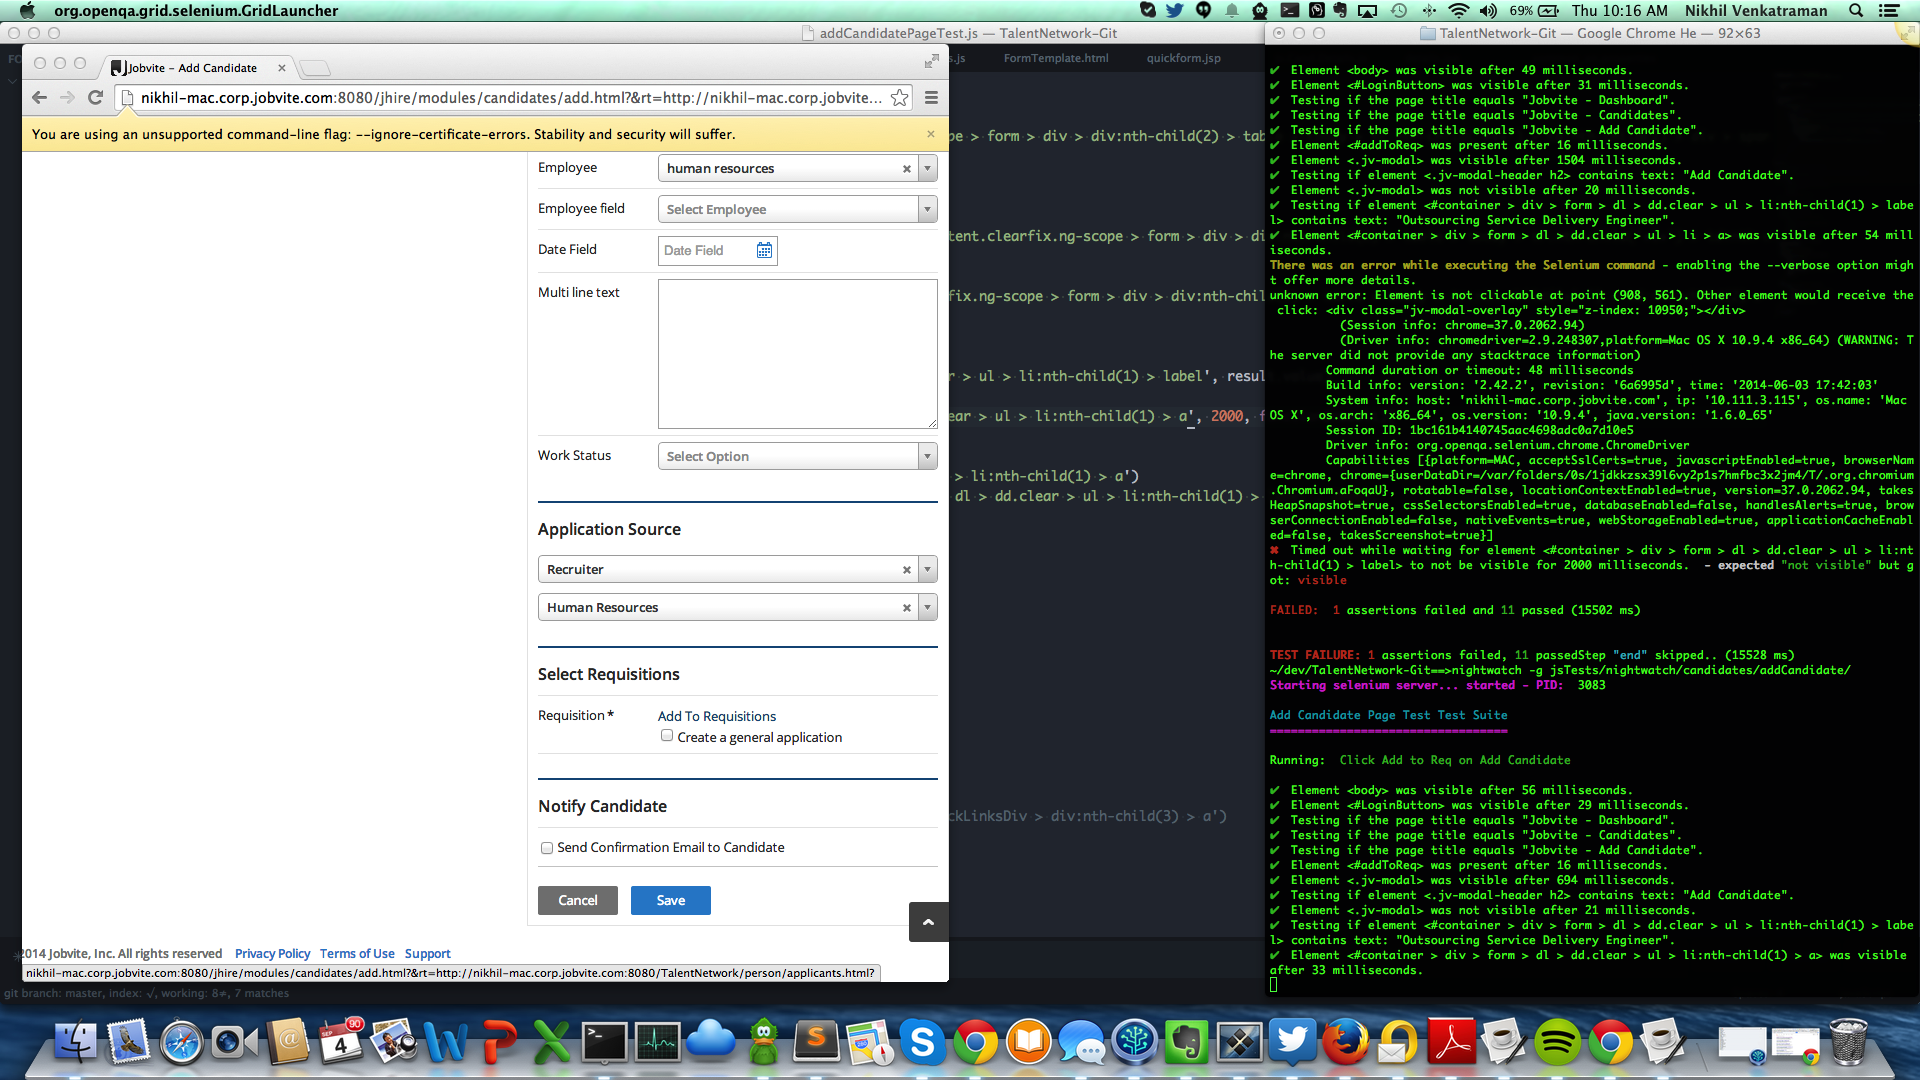 org.openqa.grid.selenium.GridLauncher
69% Thu 10:16 AM Nikhil Venkatraman
addCandidatePageTest.js — TalentNetwork-Git
s.js FormTemplate.html quickform.jsp
Jobvite - Add Candidate
nikhil-mac.corp.jobvite.com:8080/jhire/modules/candidates/add.html?&rt=http://nikhil-mac.corp.jobvite...
You are using an unsupported command-line flag: --ignore-certificate-errors. Stability and security will suffer.
Employee human resources
Employee field Select Employee
Date Field Date Field
Multi line text
Work Status Select Option
Application Source
Recruiter
Human Resources
Select Requisitions
Requisition * Add To Requisitions
Create a general application
Notify Candidate
Send Confirmation Email to Candidate
Cancel Save
2014 Jobvite, Inc. All rights reserved Privacy Policy Terms of Use Support
nikhil-mac.corp.jobvite.com:8080/jhire/modules/candidates/add.html?&rt=http://nikhil-mac.corp.jobvite.com:8080/TalentNetwork/person/applicants.html?
git branch: master, index: √, working: 8≠, 7 matches
pe > form > div > div:nth-child(2) > tab
tent.clearfix.ng-scope > form > div > di
fix.ng-scope > form > div > div:nth-chil
r > ul > li:nth-child(1) > label', resul
ear > ul > li:nth-child(1) > a', 2000, f
> li:nth-child(1) > a')
dl > dd.clear > ul > li:nth-child(1) >
ckLinksDiv > div:nth-child(3) > a')
TalentNetwork-Git — Google Chrome He — 92×63
✔ Element <body> was visible after 49 milliseconds.
✔ Element <#LoginButton> was visible after 31 milliseconds.
✔ Testing if the page title equals "Jobvite - Dashboard".
✔ Testing if the page title equals "Jobvite - Candidates".
✔ Testing if the page title equals "Jobvite - Add Candidate".
✔ Element <#addToReq> was present after 16 milliseconds.
✔ Element <.jv-modal> was visible after 1504 milliseconds.
✔ Testing if element <.jv-modal-header h2> contains text: "Add Candidate".
✔ Element <.jv-modal> was not visible after 20 milliseconds.
✔ Testing if element <#container > div > form > dl > dd.clear > ul > li:nth-child(1) > labe
l> contains text: "Outsourcing Service Delivery Engineer".
✔ Element <#container > div > form > dl > dd.clear > ul > li > a> was visible after 54 mill
iseconds.
There was an error while executing the Selenium command - enabling the --verbose option migh
t offer more details.
unknown error: Element is not clickable at point (908, 561). Other element would receive the
click: <div class="jv-modal-overlay" style="z-index: 10950;"></div>
(Session info: chrome=37.0.2062.94)
(Driver info: chromedriver=2.9.248307,platform=Mac OS X 10.9.4 x86_64) (WARNING: T
he server did not provide any stacktrace information)
Command duration or timeout: 48 milliseconds
Build info: version: '2.42.2', revision: '6a6995d', time: '2014-06-03 17:42:03'
System info: host: 'nikhil-mac.corp.jobvite.com', ip: '10.111.3.115', os.name: 'Mac
OS X', os.arch: 'x86_64', os.version: '10.9.4', java.version: '1.6.0_65'
Session ID: 1bc161b4140745aac4698adc0a7d10e5
Driver info: org.openqa.selenium.chrome.ChromeDriver
Capabilities [{platform=MAC, acceptSslCerts=true, javascriptEnabled=true, browserNam
e=chrome, chrome={userDataDir=/var/folders/0s/1jdkkzsx39l6vy2p1s7hmfbc3x2jm4/T/.org.chromium
.Chromium.aFoqaU}, rotatable=false, locationContextEnabled=true, version=37.0.2062.94, takes
HeapSnapshot=true, cssSelectorsEnabled=true, databaseEnabled=false, handlesAlerts=true, brow
serConnectionEnabled=false, nativeEvents=true, webStorageEnabled=true, applicationCacheEnabl
ed=false, takesScreenshot=true}]
✖ Timed out while waiting for element <#container > div > form > dl > dd.clear > ul > li:nt
h-child(1) > label> to not be visible for 2000 milliseconds. - expected "not visible" but g
ot: visible
FAILED: 1 assertions failed and 11 passed (15502 ms)
TEST FAILURE: 1 assertions failed, 11 passedStep "end" skipped.. (15528 ms)
~/dev/TalentNetwork-Git==>nightwatch -g jsTests/nightwatch/candidates/addCandidate/
Starting selenium server... started - PID: 3083
Add Candidate Page Test Test Suite
==================================
Running: Click Add to Req on Add Candidate
✔ Element <body> was visible after 56 milliseconds.
✔ Element <#LoginButton> was visible after 29 milliseconds.
✔ Testing if the page title equals "Jobvite - Dashboard".
✔ Testing if the page title equals "Jobvite - Candidates".
✔ Testing if the page title equals "Jobvite - Add Candidate".
✔ Element <#addToReq> was present after 16 milliseconds.
✔ Element <.jv-modal> was visible after 694 milliseconds.
✔ Testing if element <.jv-modal-header h2> contains text: "Add Candidate".
✔ Element <.jv-modal> was not visible after 21 milliseconds.
✔ Testing if element <#container > div > form > dl > dd.clear > ul > li:nth-child(1) > labe
l> contains text: "Outsourcing Service Delivery Engineer".
✔ Element <#container > div > form > dl > dd.clear > ul > li:nth-child(1) > a> was visible
after 33 milliseconds.
SEP 4 90